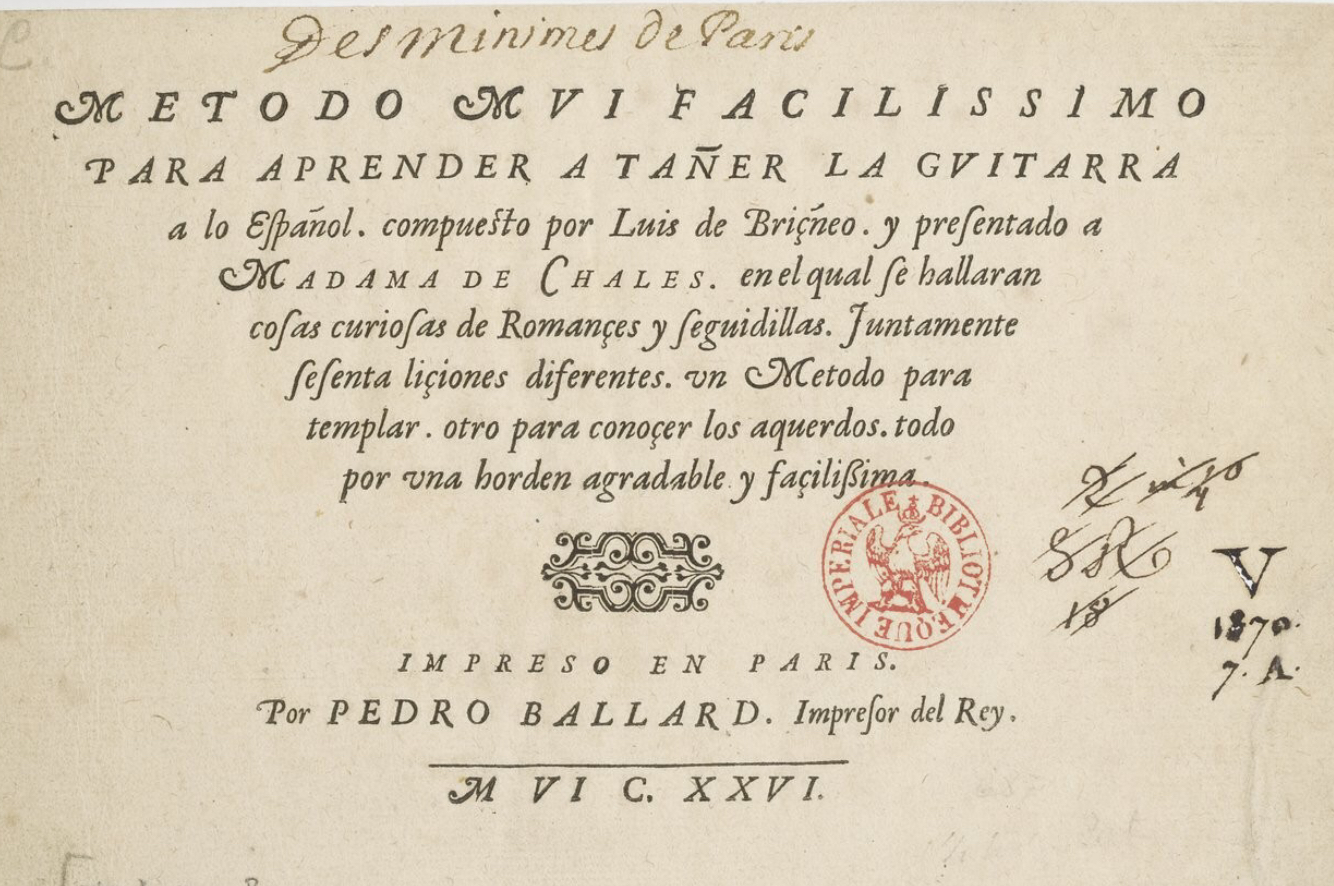 Des Minimes de Paris
METODO MVI FACILISSIMO
PARA APRENDER A TAÑER LA GVITARRA
a lo Eſpañol. compueſto por Luis de Briçñeo. y preſentado a
MADAMA DE CHALES. en el qual ſe hallaran
coſas curioſas de Romançes y ſeguidillas. Juntamente
ſeſenta liçiones diferentes. vn Metodo para
templar. otro para conoçer los aquerdos. todo
por vna horden agradable y façilißima.
BIBLIOTHEQUE IMPERIALE
V
1870.
7. A.
IMPRESO EN PARIS.
Por PEDRO BALLARD. Impreſor del Rey.
M VI C. XXVI.